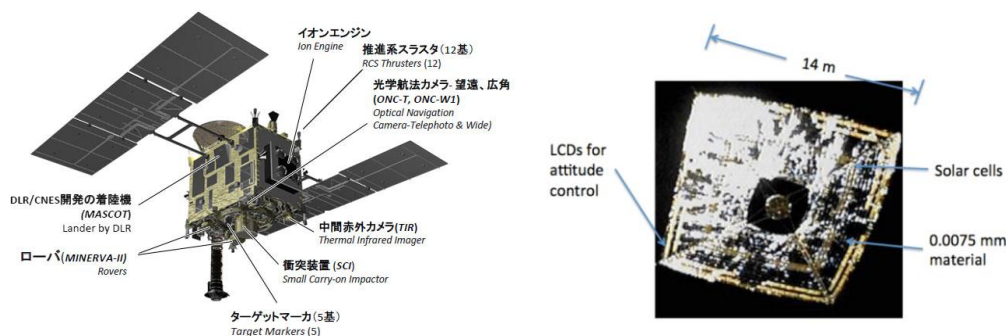 イオンエンジン
Ion Engine
推進系スラスタ(12基)
RCS Thrusters (12)
光学航法カメラ- 望遠、広角
(ONC-T, ONC-W1)
Optical Navigation
Camera-Telephoto & Wide)
DLR/CNES開発の着陸機
(MASCOT)
Lander by DLR
中間赤外カメラ(TIR)
Thermal Infrared Imager
ローバ(MINERVA-II)
Rovers
衝突装置 (SCI)
Small Carry-on Impactor
ターゲットマーカ(5基)
Target Markers (5)
14 m
LCDs for
attitude
control
Solar cells
0.0075 mm
material